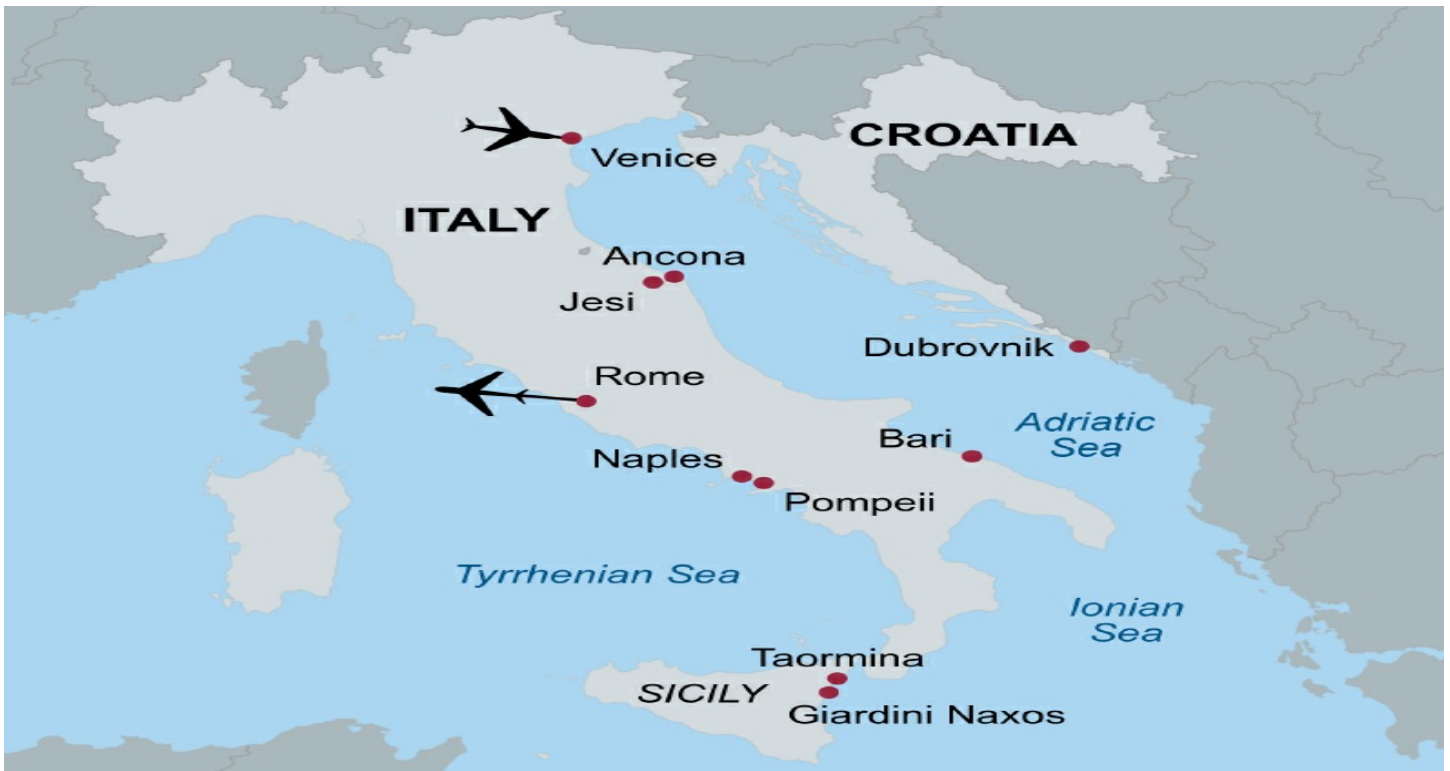 CROATIA
Venice
ITALY
Ancona
Jesi
Dubrovnik
Rome
Adriatic
Sea
Bari
Naples
Pompeii
Tyrrhenian Sea
Ionian
Sea
Taormina
SICILY
Giardini Naxos